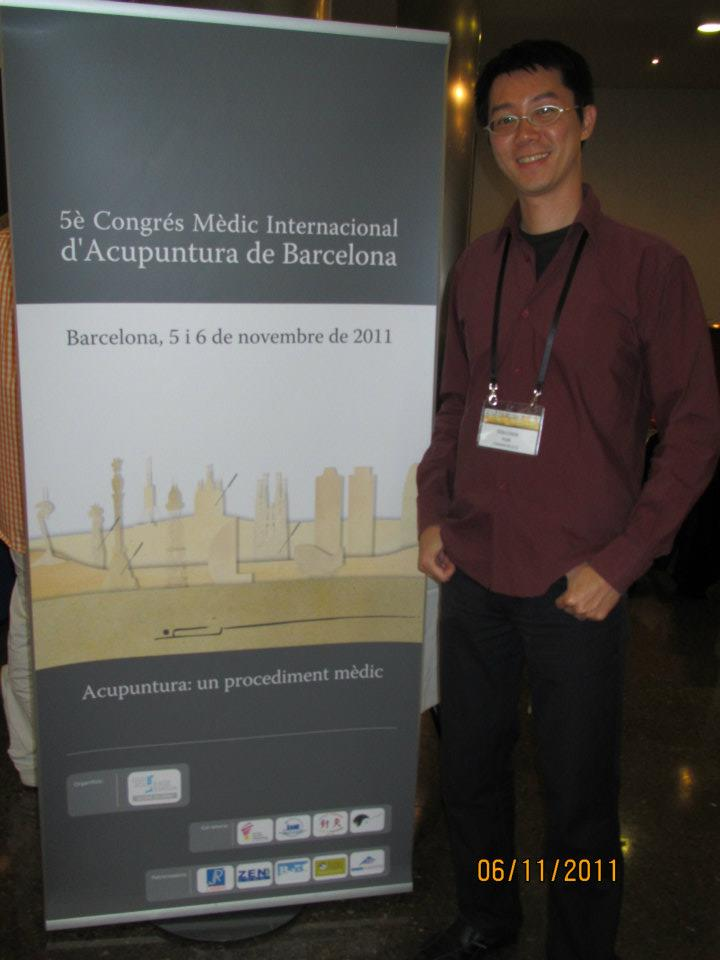 5è Congrés Mèdic Internacional
d'Acupuntura de Barcelona
Barcelona, 5 i 6 de novembre de 2011
Acupuntura: un procediment mèdic
ZEN
06/11/2011